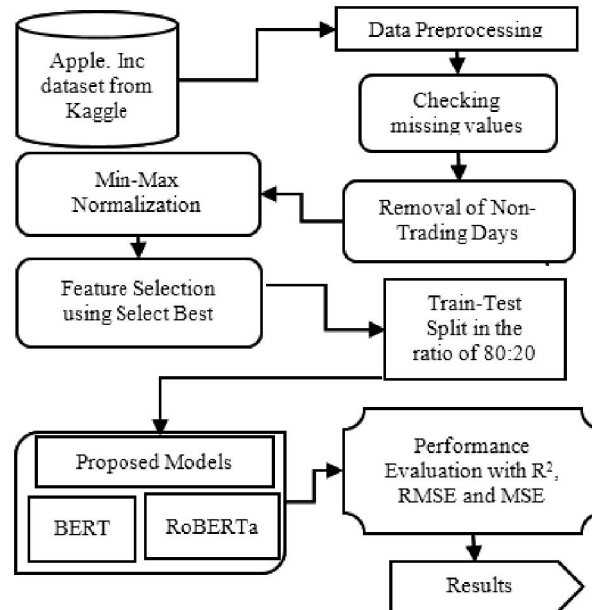 Apple. Inc
dataset from
Kaggle
Data Preprocessing
Checking
missing values
Removal of Non-
Trading Days
Min-Max
Normalization
Feature Selection
using Select Best
Train-Test
Split in the
ratio of 80:20
Proposed Models
BERT
RoBERTa
Performance
Evaluation with R²,
RMSE and MSE
Results